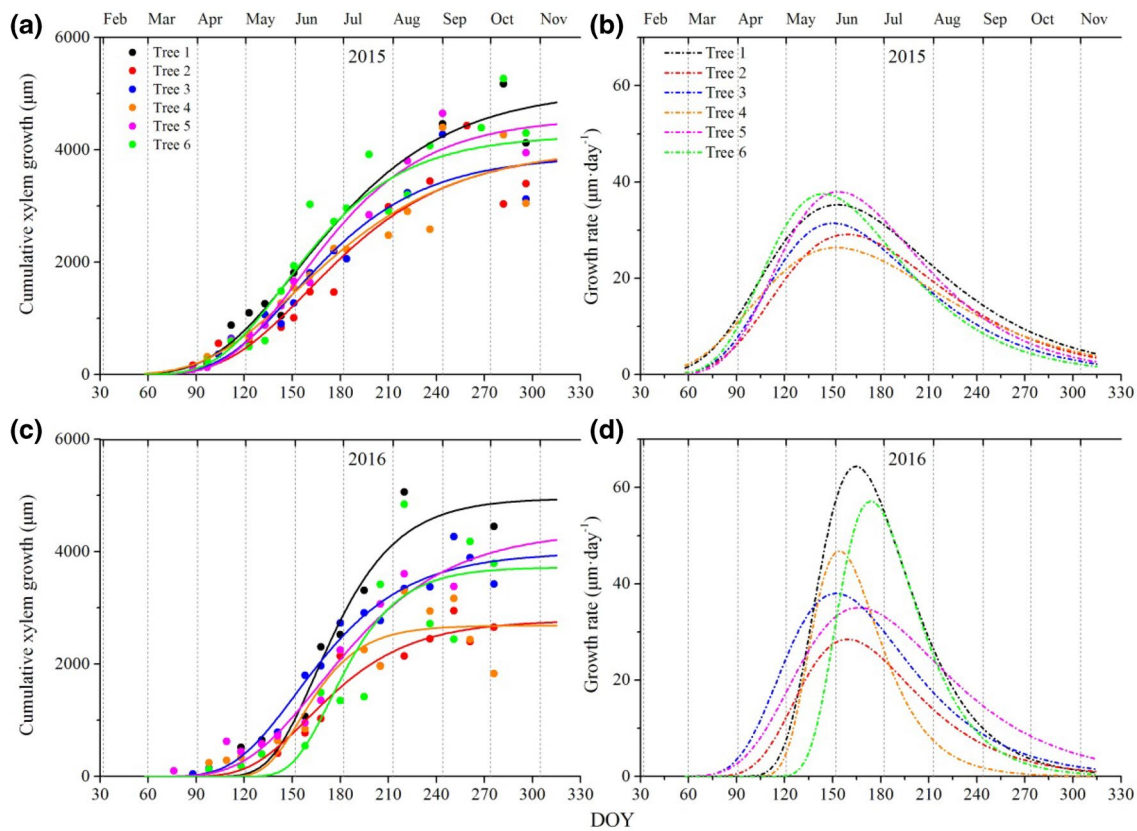 Feb Mar Apr May Jun Jul Aug Sep Oct Nov
Feb Mar Apr May Jun Jul Aug Sep Oct Nov
(a)
2015
Tree 1
Tree 2
Tree 3
Tree 4
Tree 5
Tree 6
Cumulative xylem growth (μm)
6000
4000
2000
0
30 60 90 120 150 180 210 240 270 300 330
(b)
2015
Tree 1
Tree 2
Tree 3
Tree 4
Tree 5
Tree 6
Growth rate (μm·day⁻¹)
60
40
20
0
30 60 90 120 150 180 210 240 270 300 330
(c)
2016
Cumulative xylem growth (μm)
6000
4000
2000
0
30 60 90 120 150 180 210 240 270 300 330
(d)
2016
Growth rate (μm·day⁻¹)
60
40
20
0
30 60 90 120 150 180 210 240 270 300 330
DOY